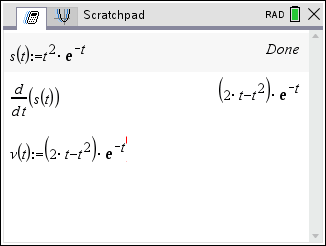 Scratchpad RAD
s(t):=t²·e⁻ᵗ Done
d/dt(s(t)) (2·t−t²)·e⁻ᵗ
v(t):=(2·t−t²)·e⁻ᵗ